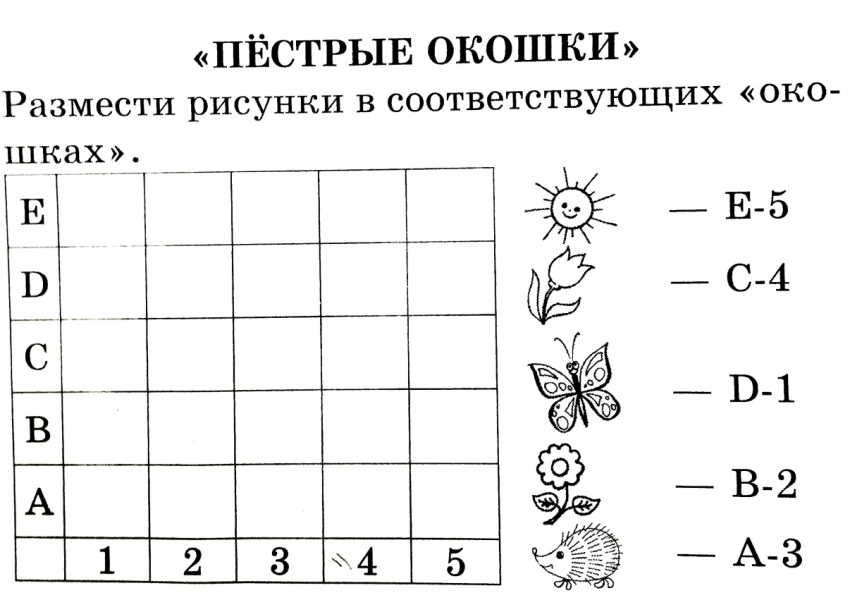 «ПЁСТРЫЕ ОКОШКИ»
Размести рисунки в соответствующих «око-
шках».
E
D
C
B
A
1 2 3 4 5
— E-5
— C-4
— D-1
— B-2
— A-3